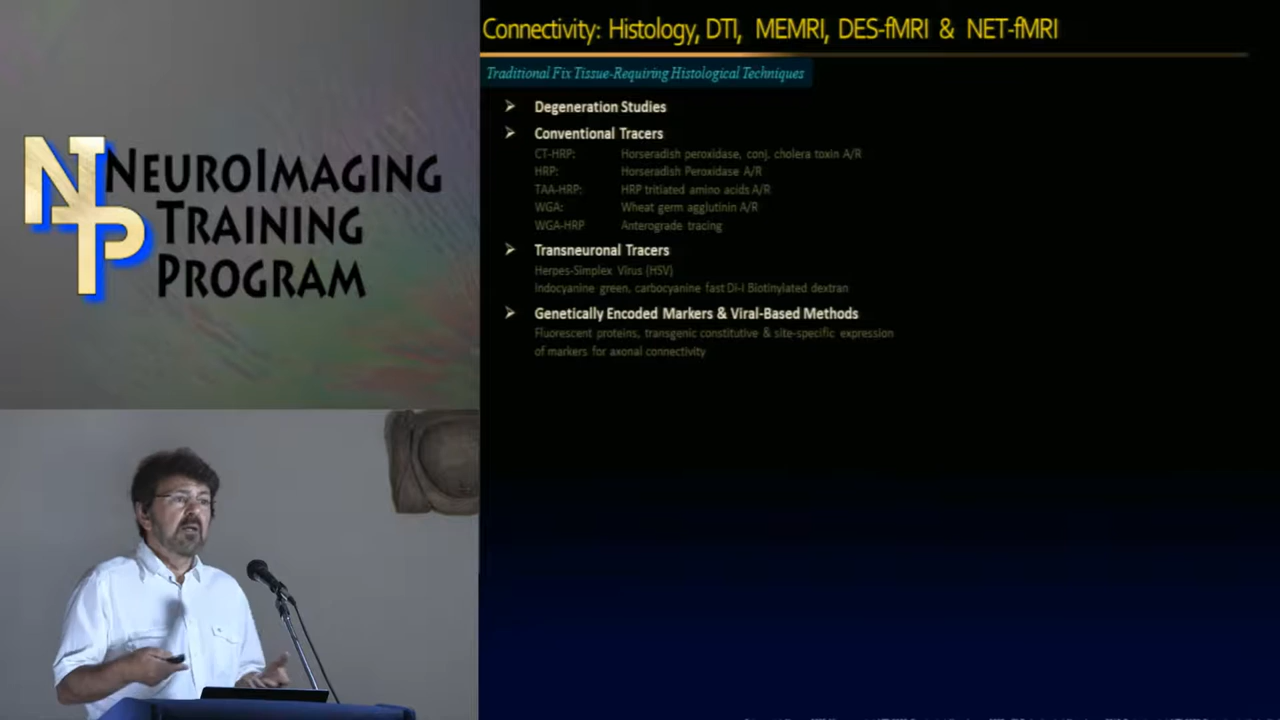 NEUROIMAGING
TRAINING
PROGRAM
NTP
Connectivity: Histology, DTI, MEMRI, DES-fMRI & NET-fMRI
Traditional Fix Tissue-Requiring Histological Techniques
➢ Degeneration Studies
➢ Conventional Tracers
CT-HRP: Horseradish peroxidase, conj. cholera toxin A/R
HRP: Horseradish Peroxidase A/R
TAA-HRP: HRP tritiated amino acids A/R
WGA: Wheat germ agglutinin A/R
WGA-HRP Anterograde tracing
➢ Transneuronal Tracers
Herpes-Simplex Virus (HSV)
Indocyanine green, carbocyanine fast Di-I Biotinylated dextran
➢ Genetically Encoded Markers & Viral-Based Methods
Fluorescent proteins, transgenic constitutive & site-specific expression
of markers for axonal connectivity